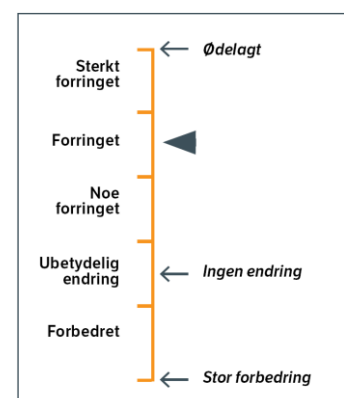 Ødelagt
Sterkt
forringet
Forringet
Noe
forringet
Ubetydelig
endring
Ingen endring
Forbedret
Stor forbedring